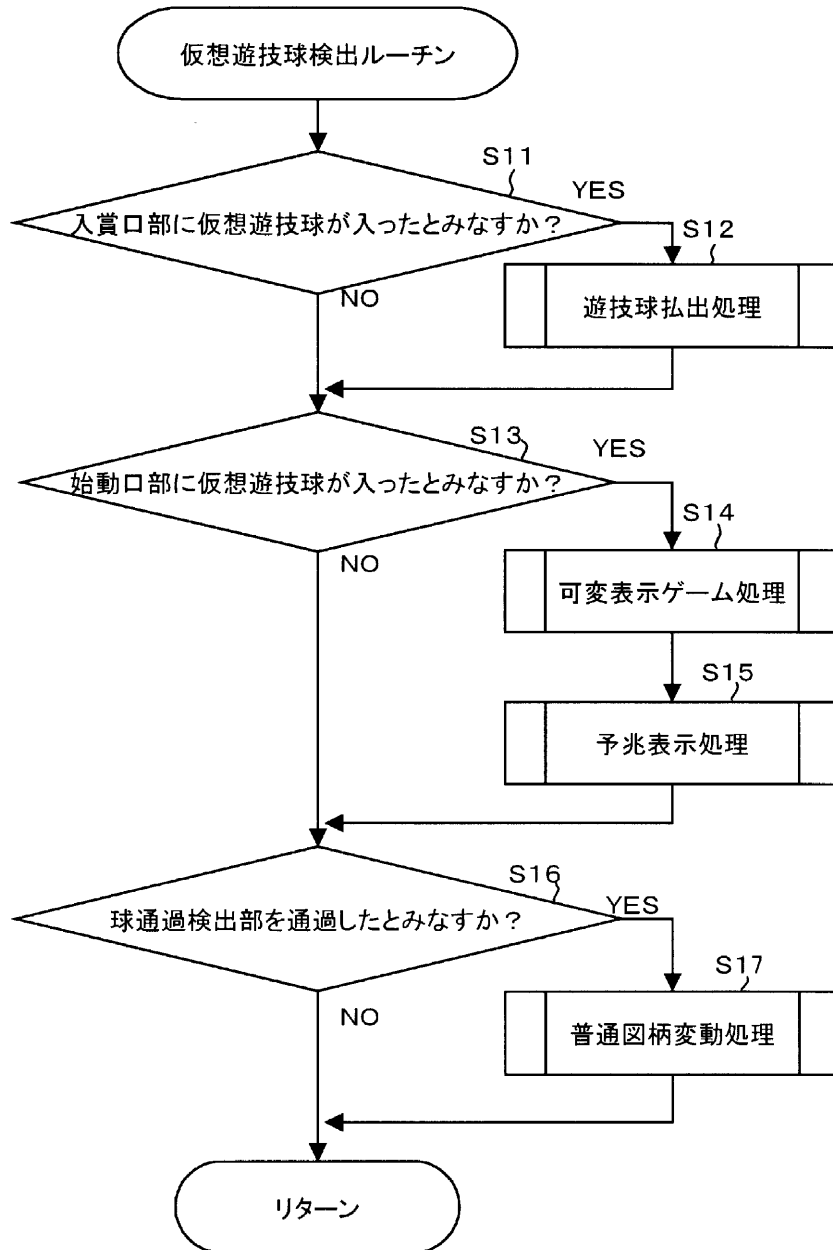 仮想遊技球検出ルーチン
S11
YES
入賞口部に仮想遊技球が入ったとみなすか？
S12
NO
遊技球払出処理
S13
YES
始動口部に仮想遊技球が入ったとみなすか？
S14
NO
可変表示ゲーム処理
S15
予兆表示処理
S16
YES
球通過検出部を通過したとみなすか？
S17
NO
普通図柄変動処理
リターン